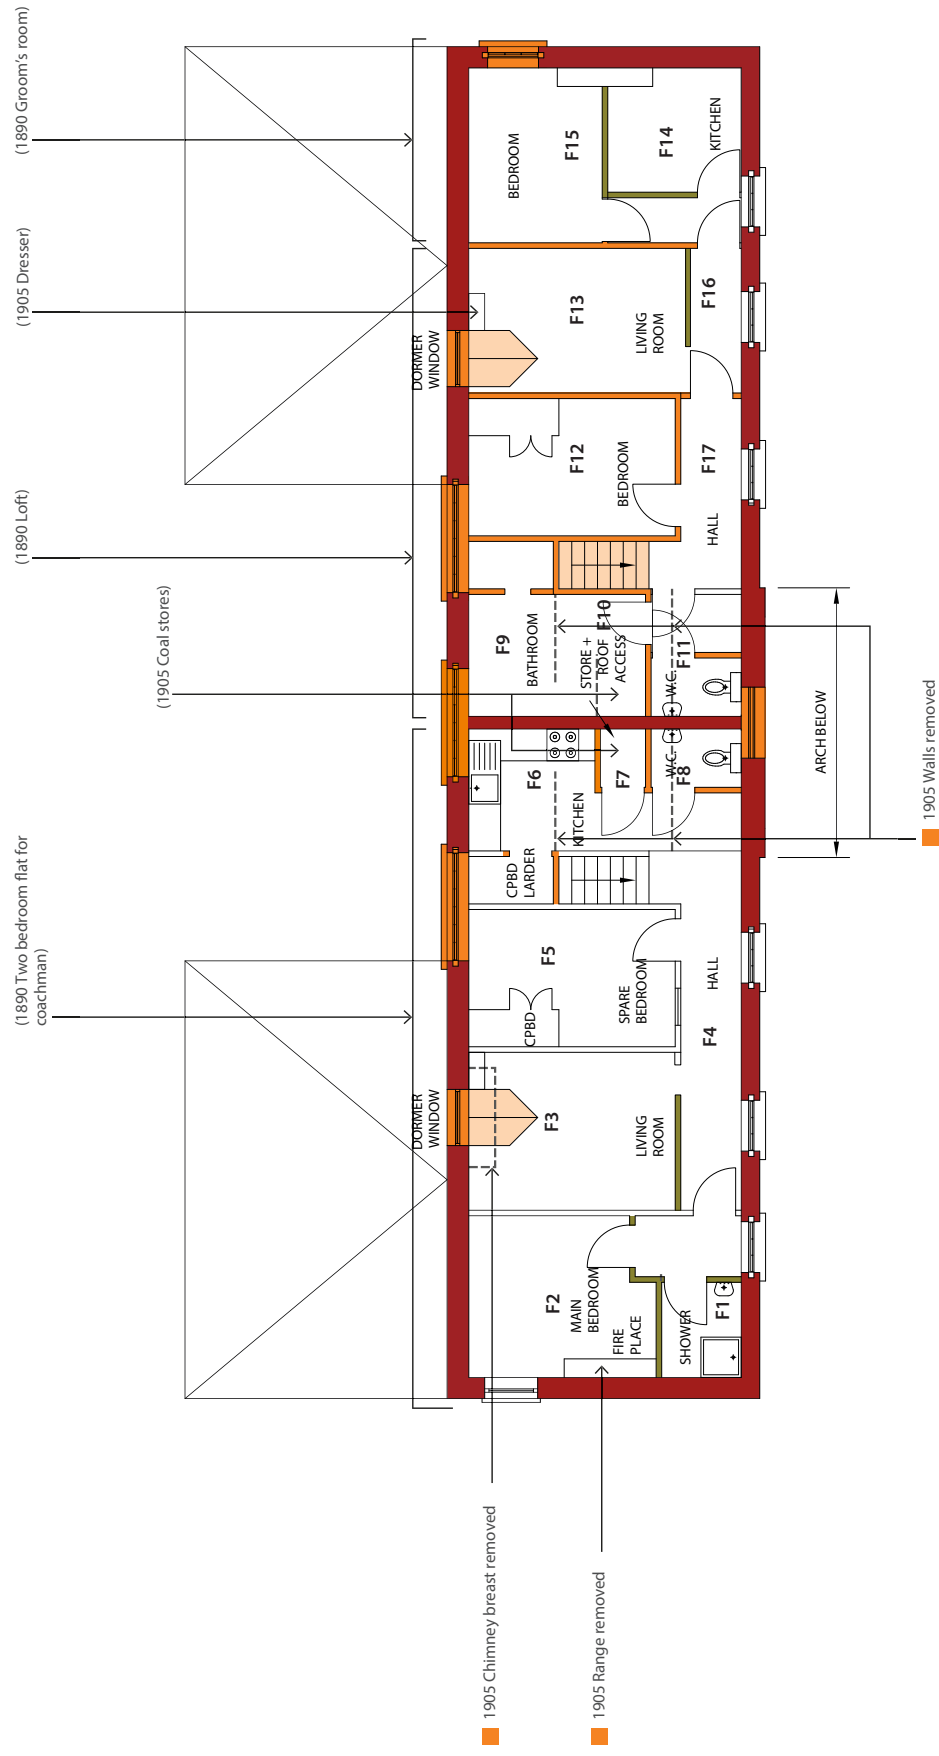 (1890 Two bedroom flat for
coachman)
(1905 Coal stores)
(1890 Loft)
(1905 Dresser)
(1890 Groom's room)
DORMER
WINDOW
DORMER
WINDOW
F2
MAIN
BEDROOM
FIRE
PLACE
SHOWER
F1
F3
LIVING
ROOM
F4
HALL
F5
CPBD
SPARE
BEDROOM
CPBD
LARDER
F6
KITCHEN
F7
W.C.
F8
F9
BATHROOM
STORE +
ROOF
ACCESS
F10
W.C.
F11
F12
BEDROOM
F17
HALL
F13
LIVING
ROOM
F16
BEDROOM
F15
F14
KITCHEN
ARCH BELOW
1905 Chimney breast removed
1905 Range removed
1905 Walls removed